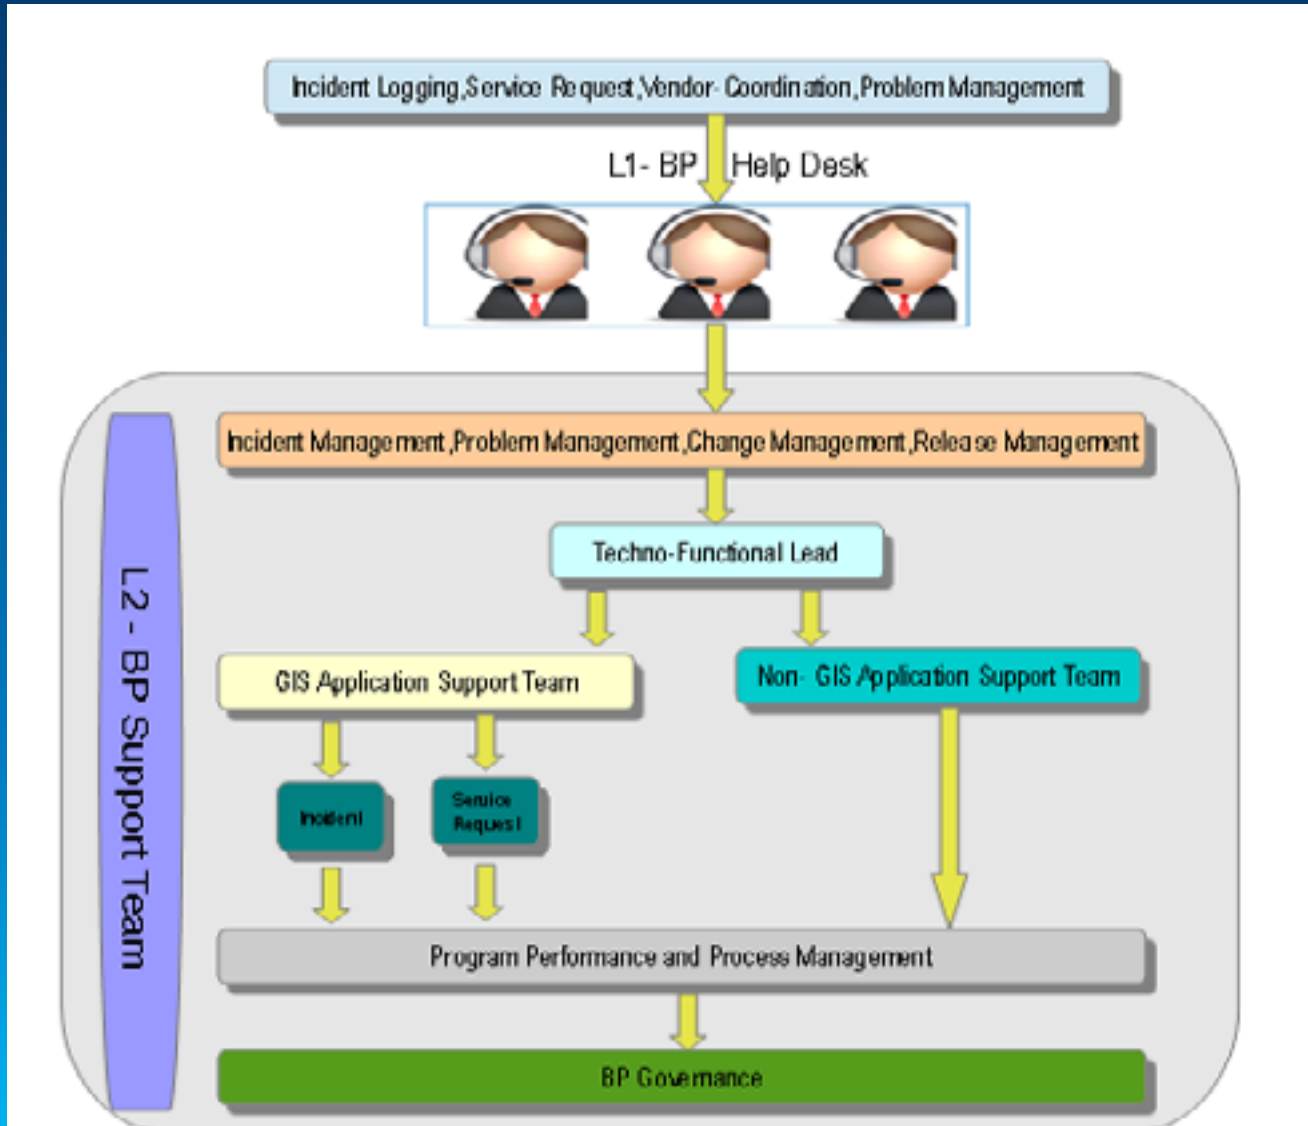 Incident Logging,Service Request,Vendor- Coordination,Problem Management
L1- BP Help Desk
Incident Management,Problem Management,Change Management,Release Management
Techno-Functional Lead
GIS Application Support Team
Non- GIS Application Support Team
Incident
Service
Request
Program Performance and Process Management
BP Governance
L2 - BP Support Team